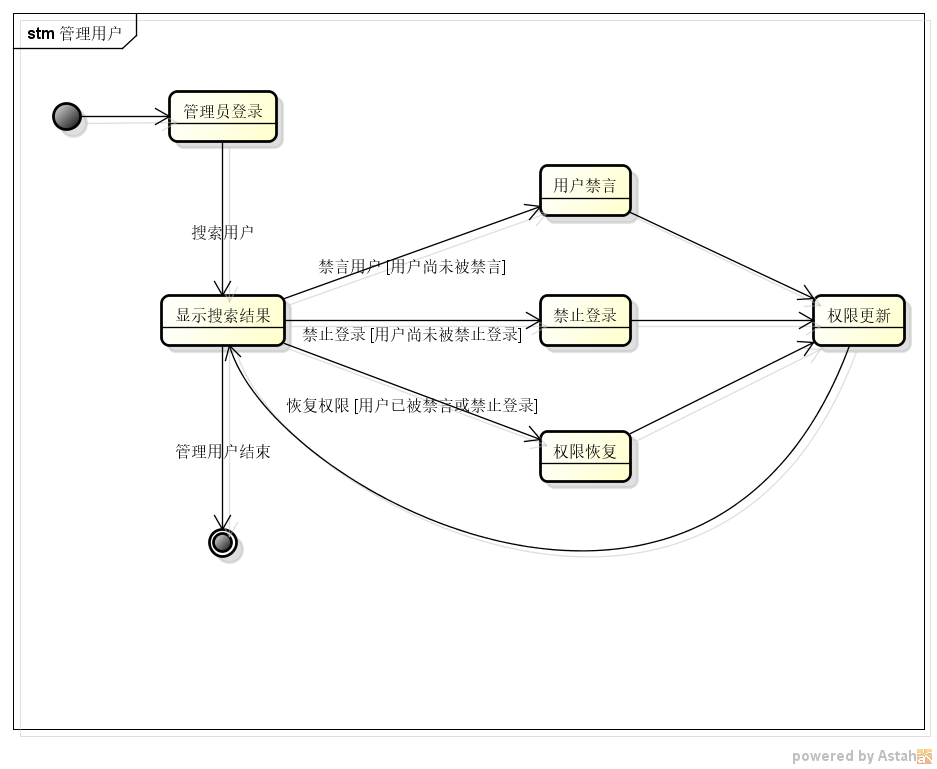 stm 管理用户
管理员登录
用户禁言
搜索用户
禁言用户 [用户尚未被禁言]
显示搜索结果
禁止登录
权限更新
禁止登录 [用户尚未被禁止登录]
恢复权限 [用户已被禁言或禁止登录]
权限恢复
管理用户结束
powered by Astah